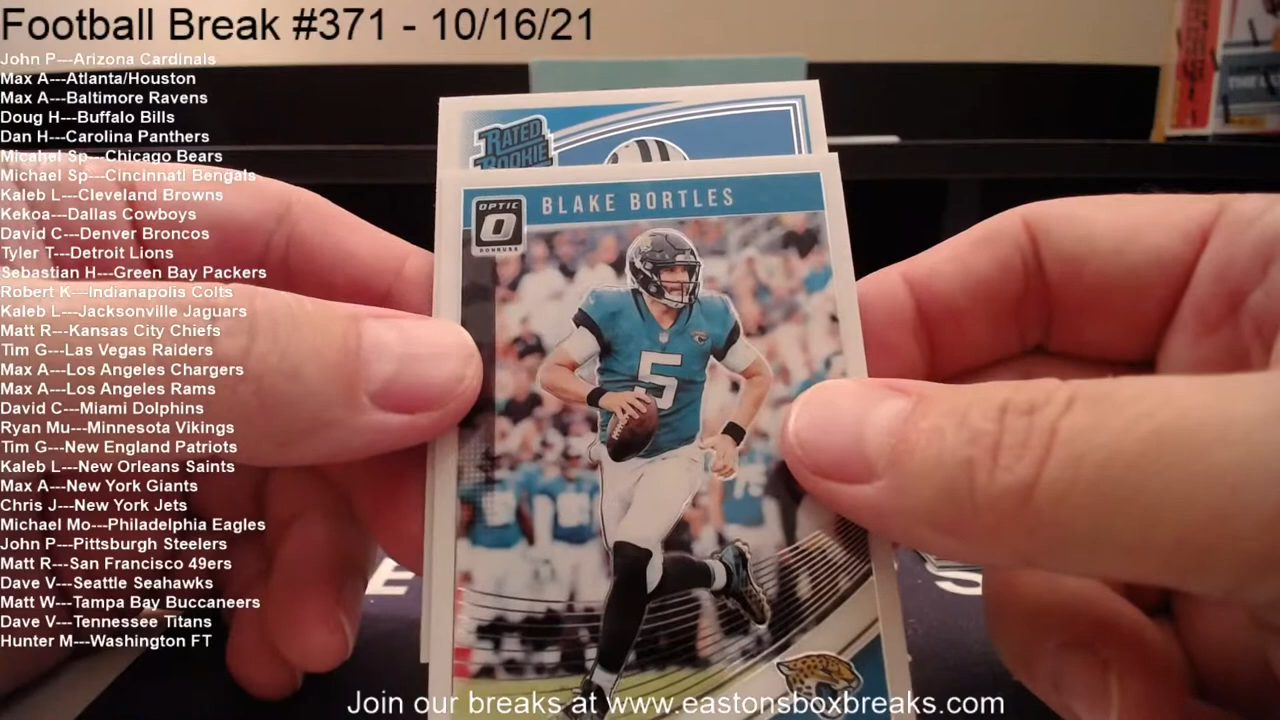 Football Break #371 - 10/16/21
John P---Arizona Cardinals
Max A---Atlanta/Houston
Max A---Baltimore Ravens
Doug H---Buffalo Bills
Dan H---Carolina Panthers
Micahel Sp---Chicago Bears
Michael Sp---Cincinnati Bengals
Kaleb L---Cleveland Browns
Kekoa---Dallas Cowboys
David C---Denver Broncos
Tyler T---Detroit Lions
Sebastian H---Green Bay Packers
Robert K---Indianapolis Colts
Kaleb L---Jacksonville Jaguars
Matt R---Kansas City Chiefs
Tim G---Las Vegas Raiders
Max A---Los Angeles Chargers
Max A---Los Angeles Rams
David C---Miami Dolphins
Ryan Mu---Minnesota Vikings
Tim G---New England Patriots
Kaleb L---New Orleans Saints
Max A---New York Giants
Chris J---New York Jets
Michael Mo---Philadelphia Eagles
John P---Pittsburgh Steelers
Matt R---San Francisco 49ers
Dave V---Seattle Seahawks
Matt W---Tampa Bay Buccaneers
Dave V---Tennessee Titans
Hunter M---Washington FT
RATED
ROOKIE
OPTIC
O
DONRUSS
BLAKE BORTLES
5
Join our breaks at www.eastonsboxbreaks.com